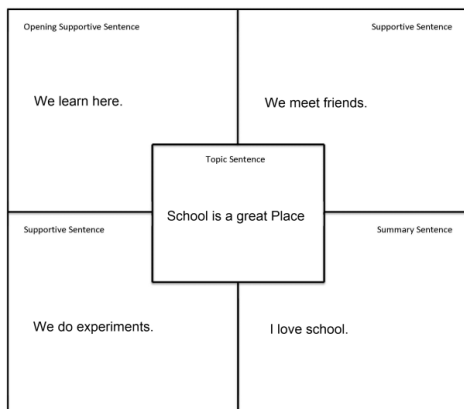 Opening Supportive Sentence
Supportive Sentence
We learn here.
We meet friends.
Topic Sentence
School is a great Place
Supportive Sentence
Summary Sentence
We do experiments.
I love school.